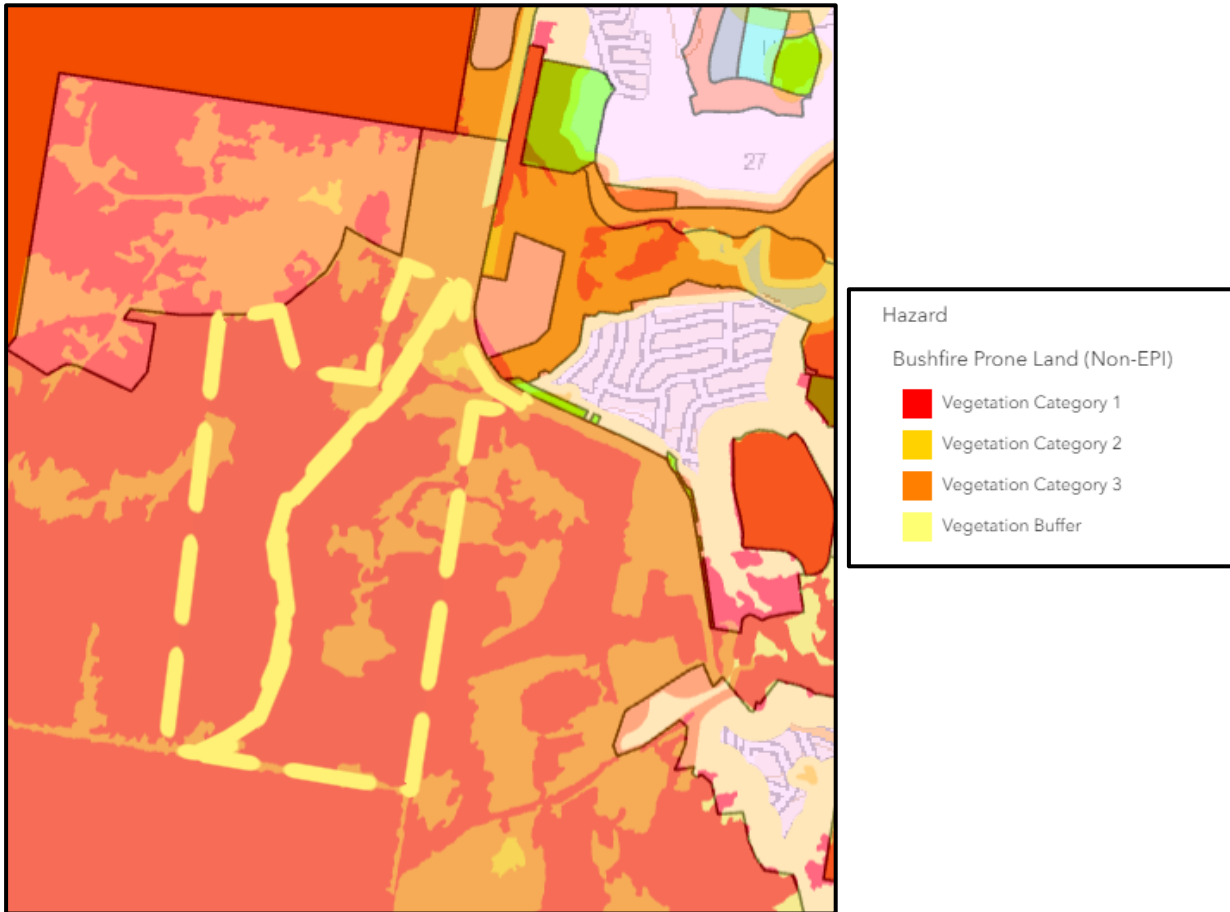 27
Hazard
Bushfire Prone Land (Non-EPI)
Vegetation Category 1
Vegetation Category 2
Vegetation Category 3
Vegetation Buffer